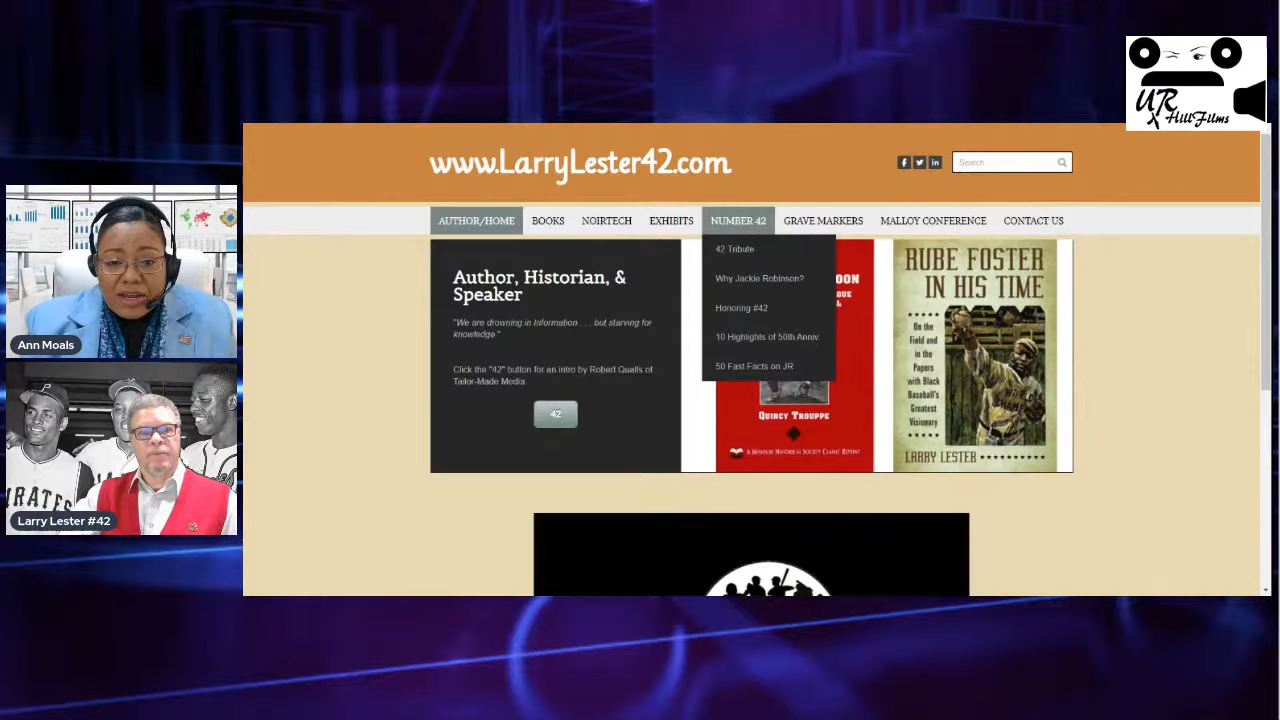 UR
HillFilms
www.LarryLester42.com
Search
AUTHOR/HOME BOOKS NOIRTECH EXHIBITS NUMBER 42 GRAVE MARKERS MALLOY CONFERENCE CONTACT US
Author, Historian, &
Speaker
"We are drowning in Information . . . but starving for
knowledge."
Click the "42" button for an intro by Robert Qualls of
Tailor-Made Media
42
42 Tribute
Why Jackie Robinson?
Honoring #42
10 Highlights of 50th Anniv.
50 Fast Facts on JR
OON
GUE
L
QUINCY TROUPPE
A MISSOURI HISTORICAL SOCIETY CLASSIC REPRINT
RUBE FOSTER
IN HIS TIME
On the
Field and
in the
Papers
with Black
Baseball's
Greatest
Visionary
LARRY LESTER
Ann Moals
P
IRATES
Larry Lester #42